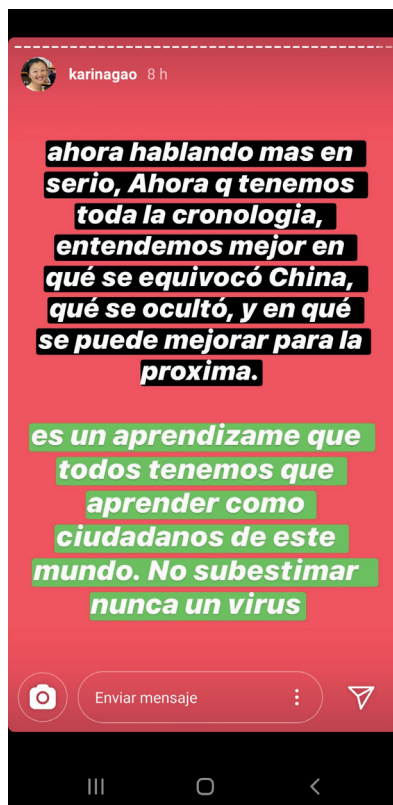 karinagao 8 h
ahora hablando mas en
serio, Ahora q tenemos
toda la cronologia,
entendemos mejor en
qué se equivocó China,
qué se ocultó, y en qué
se puede mejorar para la
proxima.
es un aprendizame que
todos tenemos que
aprender como
ciudadanos de este
mundo. No subestimar
nunca un virus
Enviar mensaje